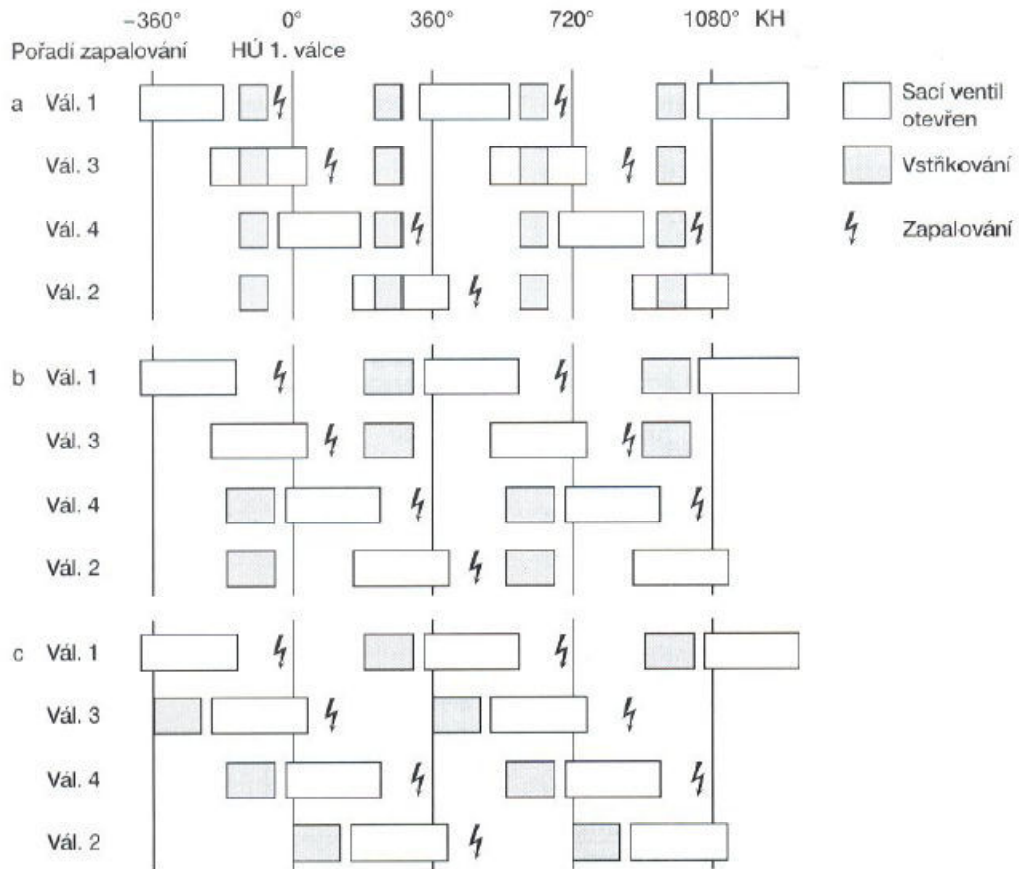 −360° 0° 360° 720° 1080° KH
Pořadí zapalování HÚ 1. válce
a Vál. 1
Vál. 3
Vál. 4
Vál. 2
b Vál. 1
Vál. 3
Vál. 4
Vál. 2
c Vál. 1
Vál. 3
Vál. 4
Vál. 2
Sací ventil
otevřen
Vstřikování
Zapalování